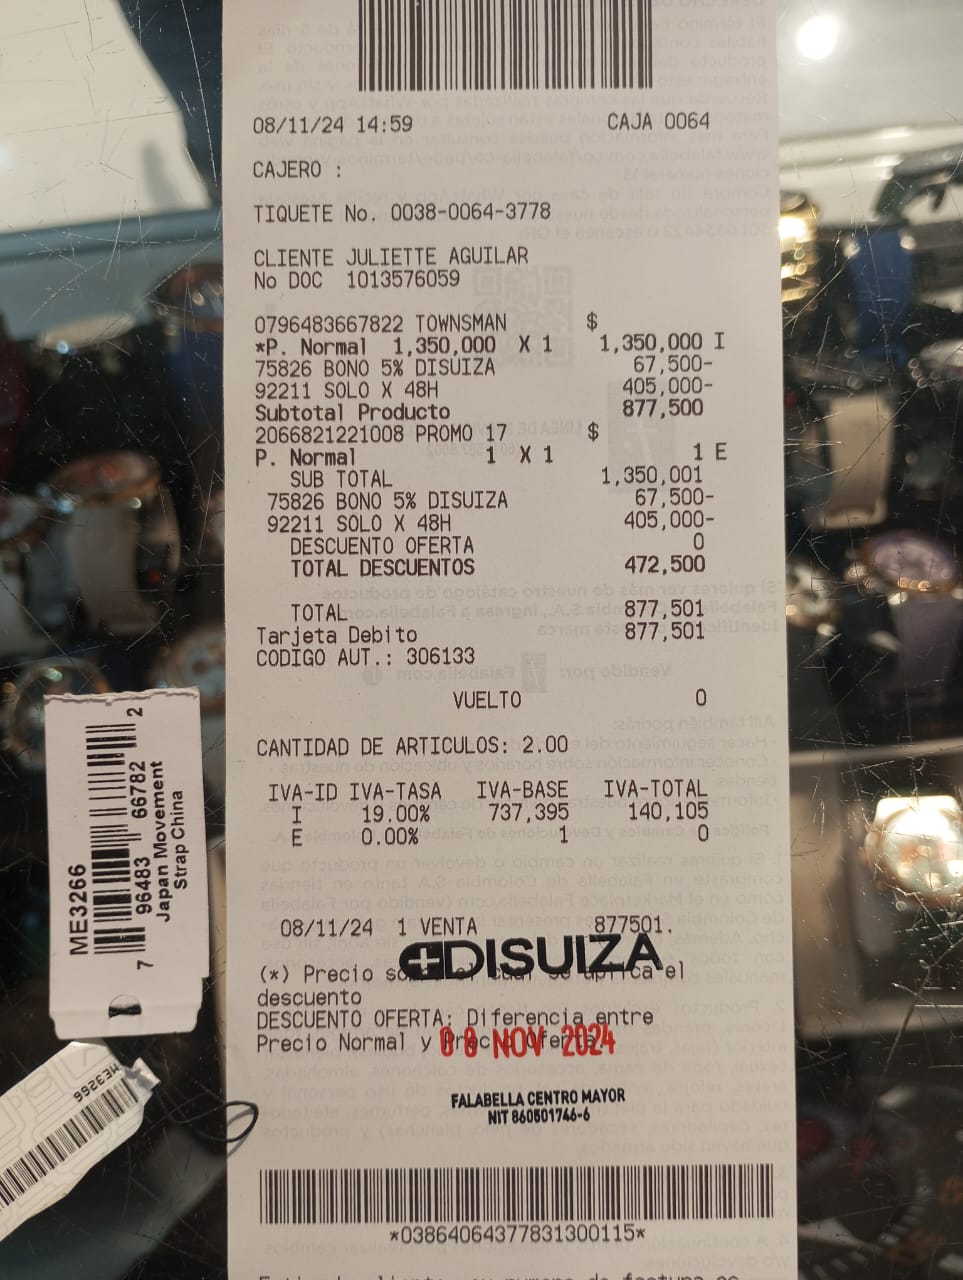 08/11/24 14:59 CAJA 0064
CAJERO :
TIQUETE No. 0038-0064-3778
CLIENTE JULIETTE AGUILAR
No DOC 1013576059
0796483667822 TOWNSMAN $
*P. Normal 1,350,000 X 1 1,350,000 I
75826 BONO 5% DISUIZA 67,500-
92211 SOLO X 48H 405,000-
Subtotal Producto 877,500
2066821221008 PROMO 17 $
P. Normal 1 X 1 1 E
SUB TOTAL 1,350,001
75826 BONO 5% DISUIZA 67,500-
92211 SOLO X 48H 405,000-
DESCUENTO OFERTA 0
TOTAL DESCUENTOS 472,500
TOTAL 877,501
Tarjeta Debito 877,501
CODIGO AUT.: 306133
VUELTO 0
CANTIDAD DE ARTICULOS: 2.00
IVA-ID IVA-TASA IVA-BASE IVA-TOTAL
I 19.00% 737,395 140,105
E 0.00% 1 0
08/11/24 1 VENTA 877501.
DISUIZA
(*) Precio sobre el cual se aplica el
descuento
DESCUENTO OFERTA: Diferencia entre
Precio Normal y Precio Oferta.
08 NOV 2024
FALABELLA CENTRO MAYOR
NIT 860501746-6
*03864064377831300115*
ME3266
7 96483 66782 2
Japan Movement
Strap China
ME3266